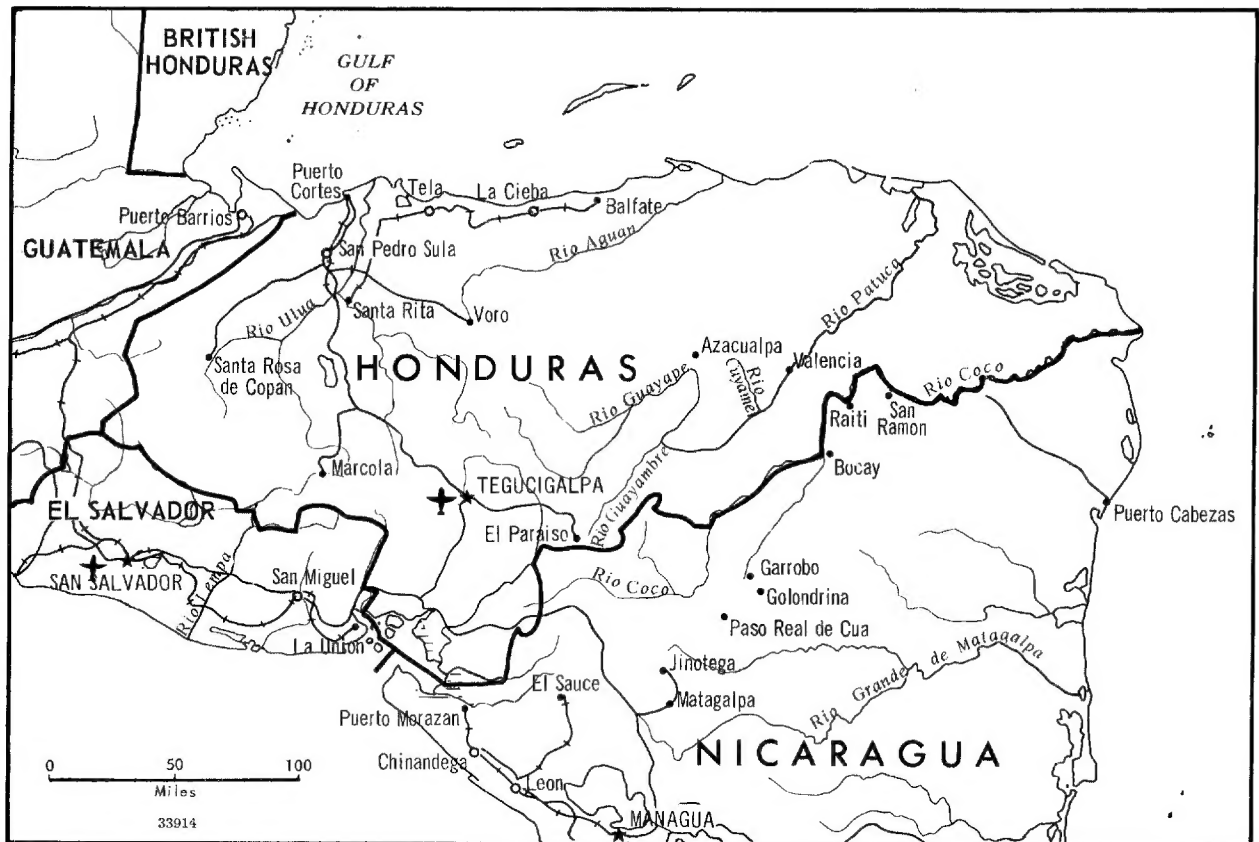 BRITISH
HONDURAS
GULF
OF
HONDURAS
Puerto
Cortes
Tela
La Cieba
Balfate
Puerto Barrios
GUATEMALA
San Pedro Sula
Rio Aguan
Santa Rita
Voro
Rio Ulua
Rio Patuca
Santa Rosa
de Copan
HONDURAS
Azacualpa
Valencia
Rio
Cuyamel
Rio Guayape
Rio Coco
Raiti
San
Ramon
Marcola
Bocay
TEGUCIGALPA
Rio Guayambre
EL SALVADOR
El Paraiso
Puerto Cabezas
SAN SALVADOR
Rio Lempa
San Miguel
Rio Coco
Garrobo
Golondrina
La Union
Paso Real de Cua
Jinotega
Rio Grande de Matagalpa
El Sauce
Matagalpa
Puerto Morazan
NICARAGUA
Chinandega
Leon
MANAGUA
0 50 100
Miles
33914